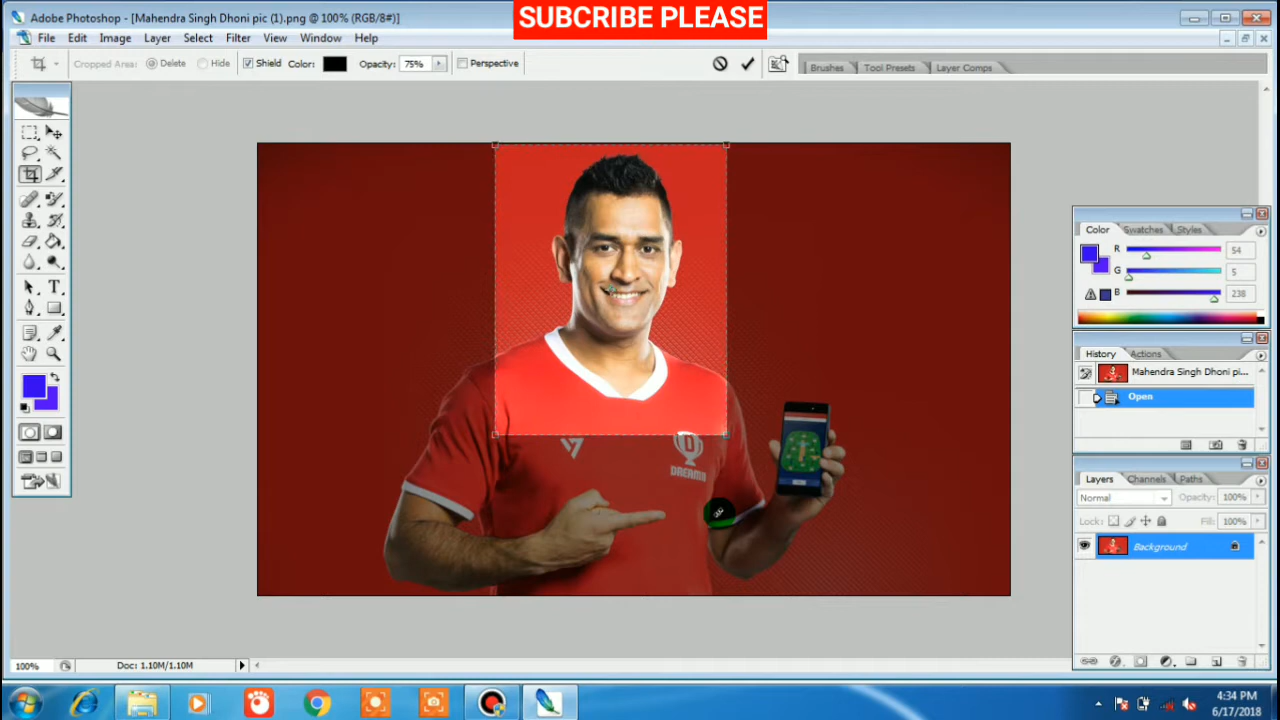 SUBCRIBE PLEASE
Adobe Photoshop - [Mahendra Singh Dhoni pic (1).png @ 100% (RGB/8#)]
File Edit Image Layer Select Filter View Window Help
Cropped Area: Delete Hide Shield Color: Opacity: 75% Perspective
Brushes Tool Presets Layer Comps
Color Swatches Styles
R 54
G 5
B 238
History Actions
Mahendra Singh Dhoni pi...
Open
Layers Channels Paths
Normal Opacity: 100%
Lock: Fill: 100%
Background
D
DREAM11
100% Doc: 1.10M/1.10M
4:34 PM
6/17/2018